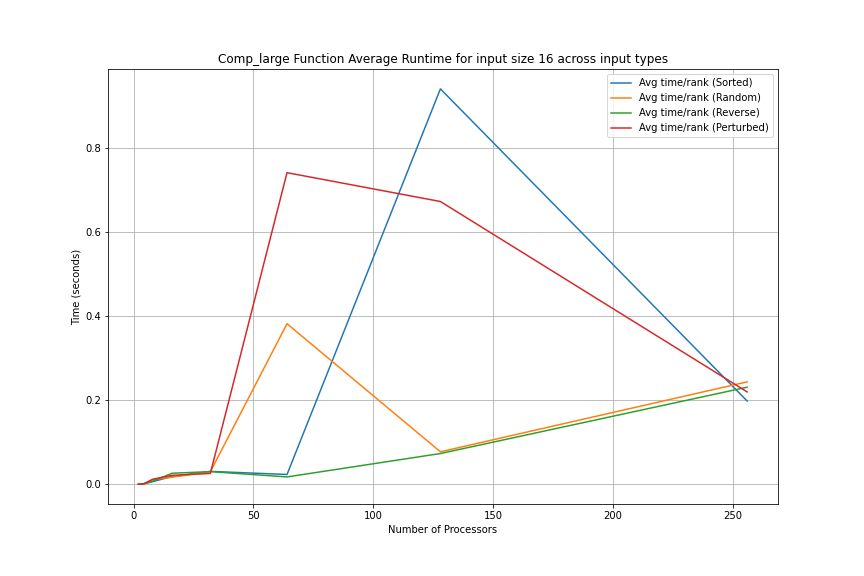 Comp_large Function Average Runtime for input size 16 across input types
Avg time/rank (Sorted)
Avg time/rank (Random)
Avg time/rank (Reverse)
Avg time/rank (Perturbed)
Time (seconds)
0.8
0.6
0.4
0.2
0.0
0 50 100 150 200 250
Number of Processors